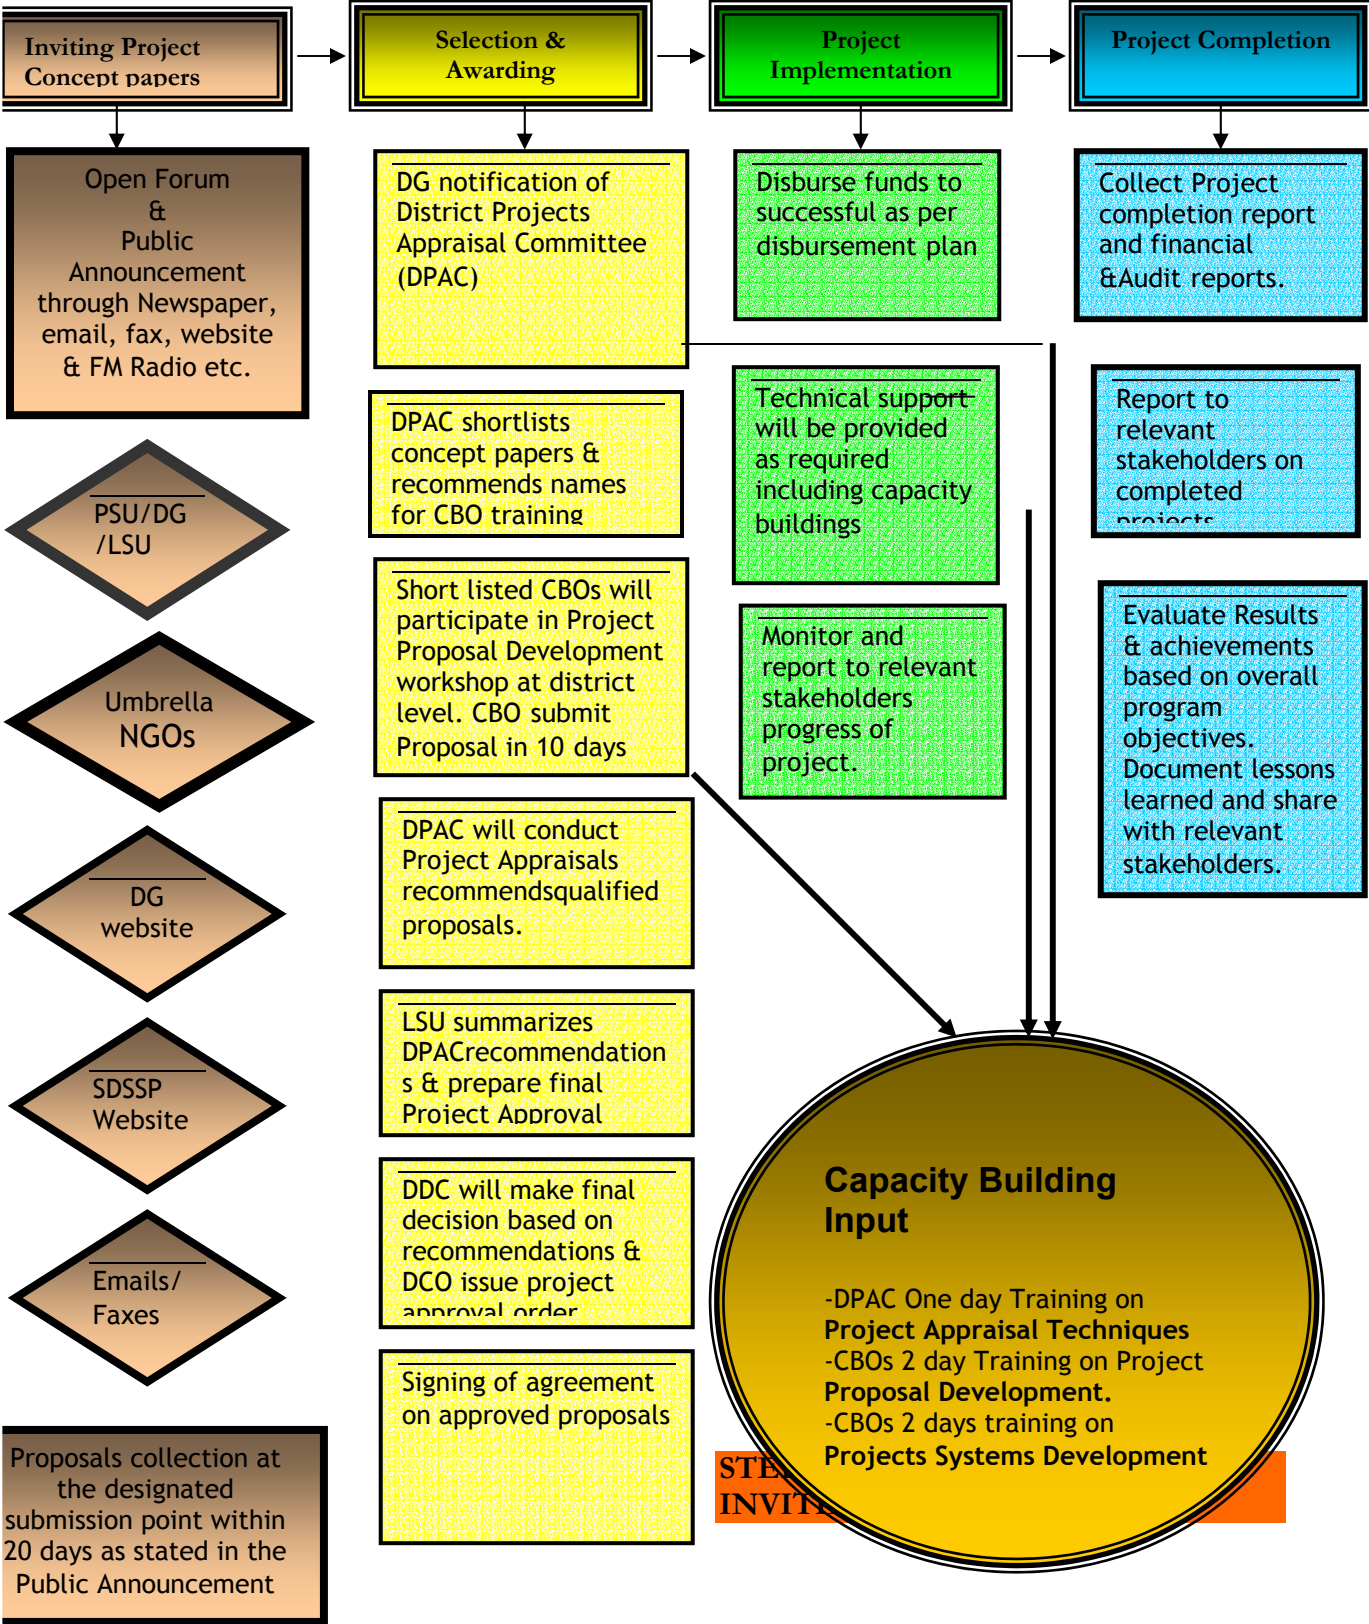 Inviting Project
Concept papers
Selection &
Awarding
Project
Implementation
Project Completion
Open Forum
&
Public
Announcement
through Newspaper,
email, fax, website
& FM Radio etc.
PSU/DG
/LSU
Umbrella
NGOs
DG
website
SDSSP
Website
Emails/
Faxes
Proposals collection at
the designated
submission point within
20 days as stated in the
Public Announcement
DG notification of
District Projects
Appraisal Committee
(DPAC)
DPAC shortlists
concept papers &
recommends names
for CBO training
Short listed CBOs will
participate in Project
Proposal Development
workshop at district
level. CBO submit
Proposal in 10 days
DPAC will conduct
Project Appraisals
recommendsqualified
proposals.
LSU summarizes
DPACrecommendation
s & prepare final
Project Approval
DDC will make final
decision based on
recommendations &
DCO issue project
approval order
Signing of agreement
on approved proposals
Disburse funds to
successful as per
disbursement plan
Technical support
will be provided
as required
including capacity
buildings
Monitor and
report to relevant
stakeholders
progress of
project.
Collect Project
completion report
and financial
&Audit reports.
Report to
relevant
stakeholders on
completed
projects
Evaluate Results
& achievements
based on overall
program
objectives.
Document lessons
learned and share
with relevant
stakeholders.
Capacity Building
Input
-DPAC One day Training on
Project Appraisal Techniques
-CBOs 2 day Training on Project
Proposal Development.
-CBOs 2 days training on
Projects Systems Development